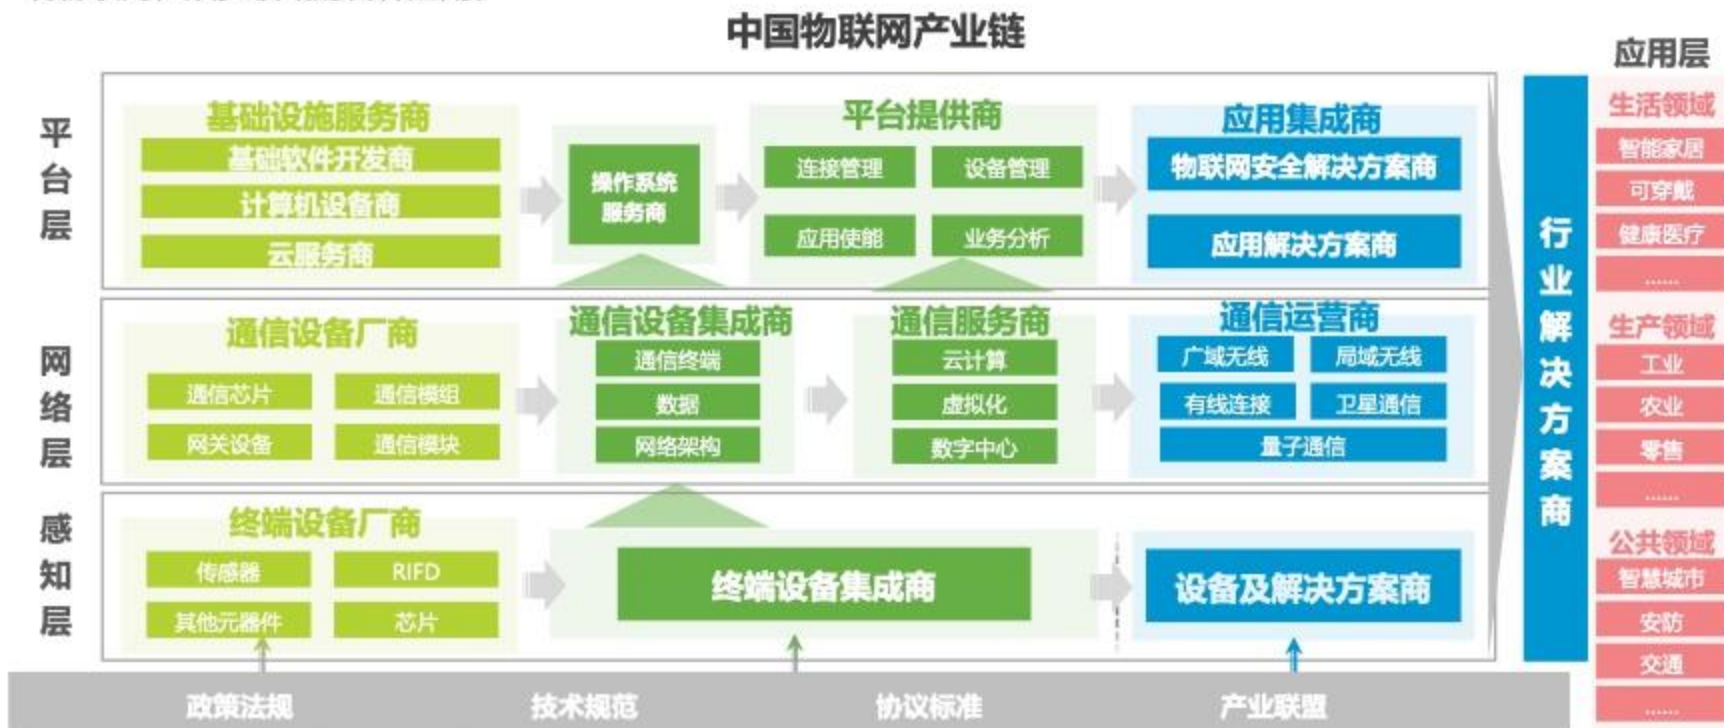 中国物联网产业链
平台层
基础设施服务商
基础软件开发商
计算机设备商
云服务商
操作系统
服务商
平台提供商
连接管理
设备管理
应用使能
业务分析
应用集成商
物联网安全解决方案商
应用解决方案商
网络层
通信设备厂商
通信芯片
通信模组
网关设备
通信模块
通信设备集成商
通信终端
数据
网络架构
通信服务商
云计算
虚拟化
数字中心
通信运营商
广域无线
局域无线
有线连接
卫星通信
量子通信
感知层
终端设备厂商
传感器
RIFD
其他元器件
芯片
终端设备集成商
设备及解决方案商
行业解决方案商
应用层
生活领域
智能家居
可穿戴
健康医疗
......
生产领域
工业
农业
零售
......
公共领域
智慧城市
安防
交通
......
政策法规
技术规范
协议标准
产业联盟